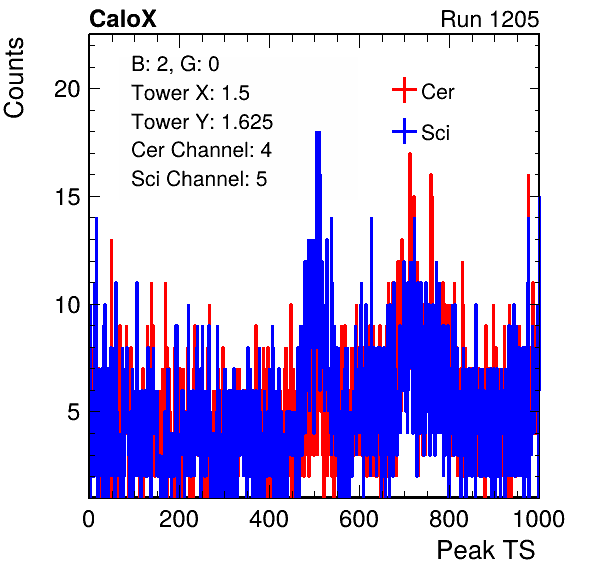 CaloX Run 1205
Counts
B: 2, G: 0
Tower X: 1.5
Tower Y: 1.625
Cer Channel: 4
Sci Channel: 5
Cer
Sci
20
15
10
5
0 200 400 600 800 1000
Peak TS